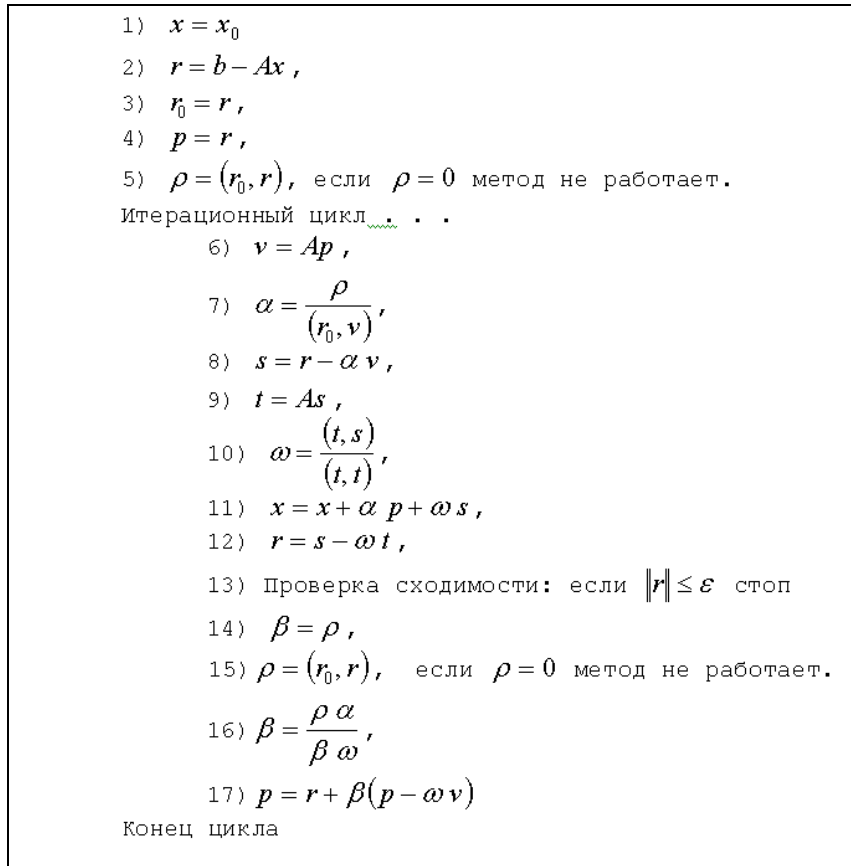 1) x = x₀
2) r = b − Ax ,
3) r₀ = r ,
4) p = r ,
5) ρ = (r₀, r), если ρ = 0 метод не работает.
Итерационный цикл . . .
6) v = Ap ,
7) α = ρ / (r₀, v) ,
8) s = r − α v ,
9) t = As ,
10) ω = (t, s) / (t, t) ,
11) x = x + α p + ω s ,
12) r = s − ω t ,
13) Проверка сходимости: если ‖r‖ ≤ ε стоп
14) β = ρ ,
15) ρ = (r₀, r), если ρ = 0 метод не работает.
16) β = ρ α / β ω ,
17) p = r + β(p − ω v)
Конец цикла